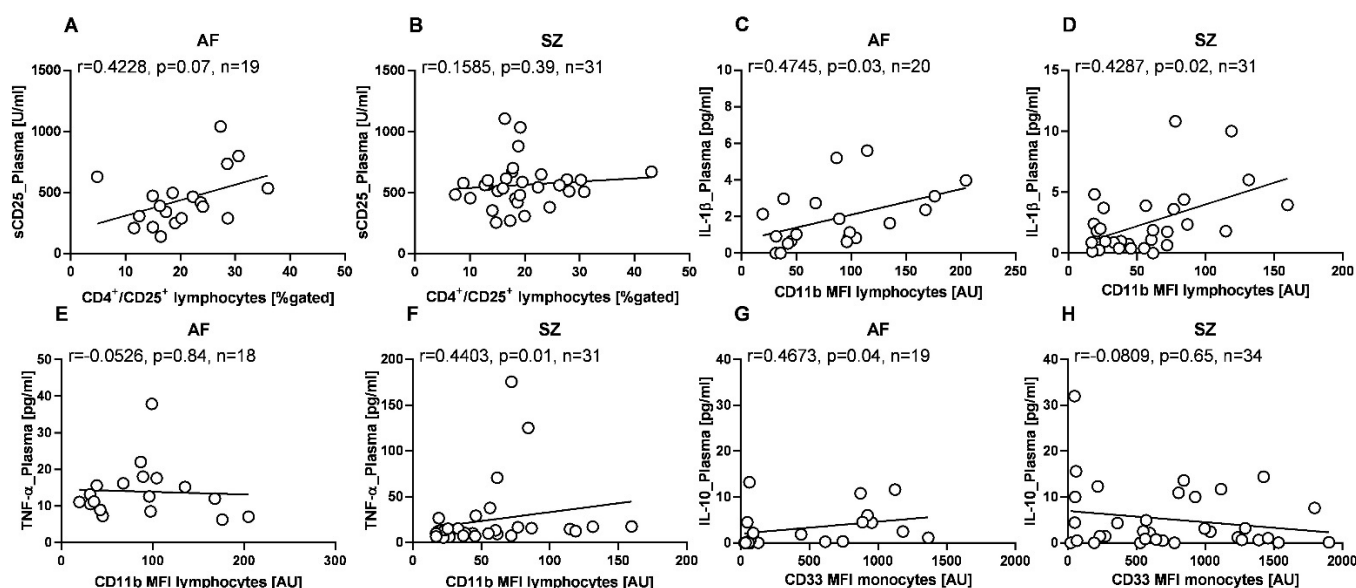 A
AF
r=0.4228, p=0.07, n=19
sCD25_Plasma [U/ml]
1500
1000
500
0
0 10 20 30 40 50
CD4+/CD25+ lymphocytes [%gated]
B
SZ
r=0.1585, p=0.39, n=31
sCD25_Plasma [U/ml]
1500
1000
500
0
0 10 20 30 40 50
CD4+/CD25+ lymphocytes [%gated]
C
AF
r=0.4745, p=0.03, n=20
IL-1β_Plasma [pg/ml]
10
8
6
4
2
0
0 50 100 150 200 250
CD11b MFI lymphocytes [AU]
D
SZ
r=0.4287, p=0.02, n=31
IL-1β_Plasma [pg/ml]
15
10
5
0
0 50 100 150 200
CD11b MFI lymphocytes [AU]
E
AF
r=-0.0526, p=0.84, n=18
TNF-α_Plasma [pg/ml]
50
40
30
20
10
0
0 100 200 300
CD11b MFI lymphocytes [AU]
F
SZ
r=0.4403, p=0.01, n=31
TNF-α_Plasma [pg/ml]
200
150
100
50
0
0 50 100 150 200
CD11b MFI lymphocytes [AU]
G
AF
r=0.4673, p=0.04, n=19
IL-10_Plasma [pg/ml]
40
30
20
10
0
0 500 1000 1500 2000
CD33 MFI monocytes [AU]
H
SZ
r=-0.0809, p=0.65, n=34
IL-10_Plasma [pg/ml]
40
30
20
10
0
0 500 1000 1500 2000
CD33 MFI monocytes [AU]